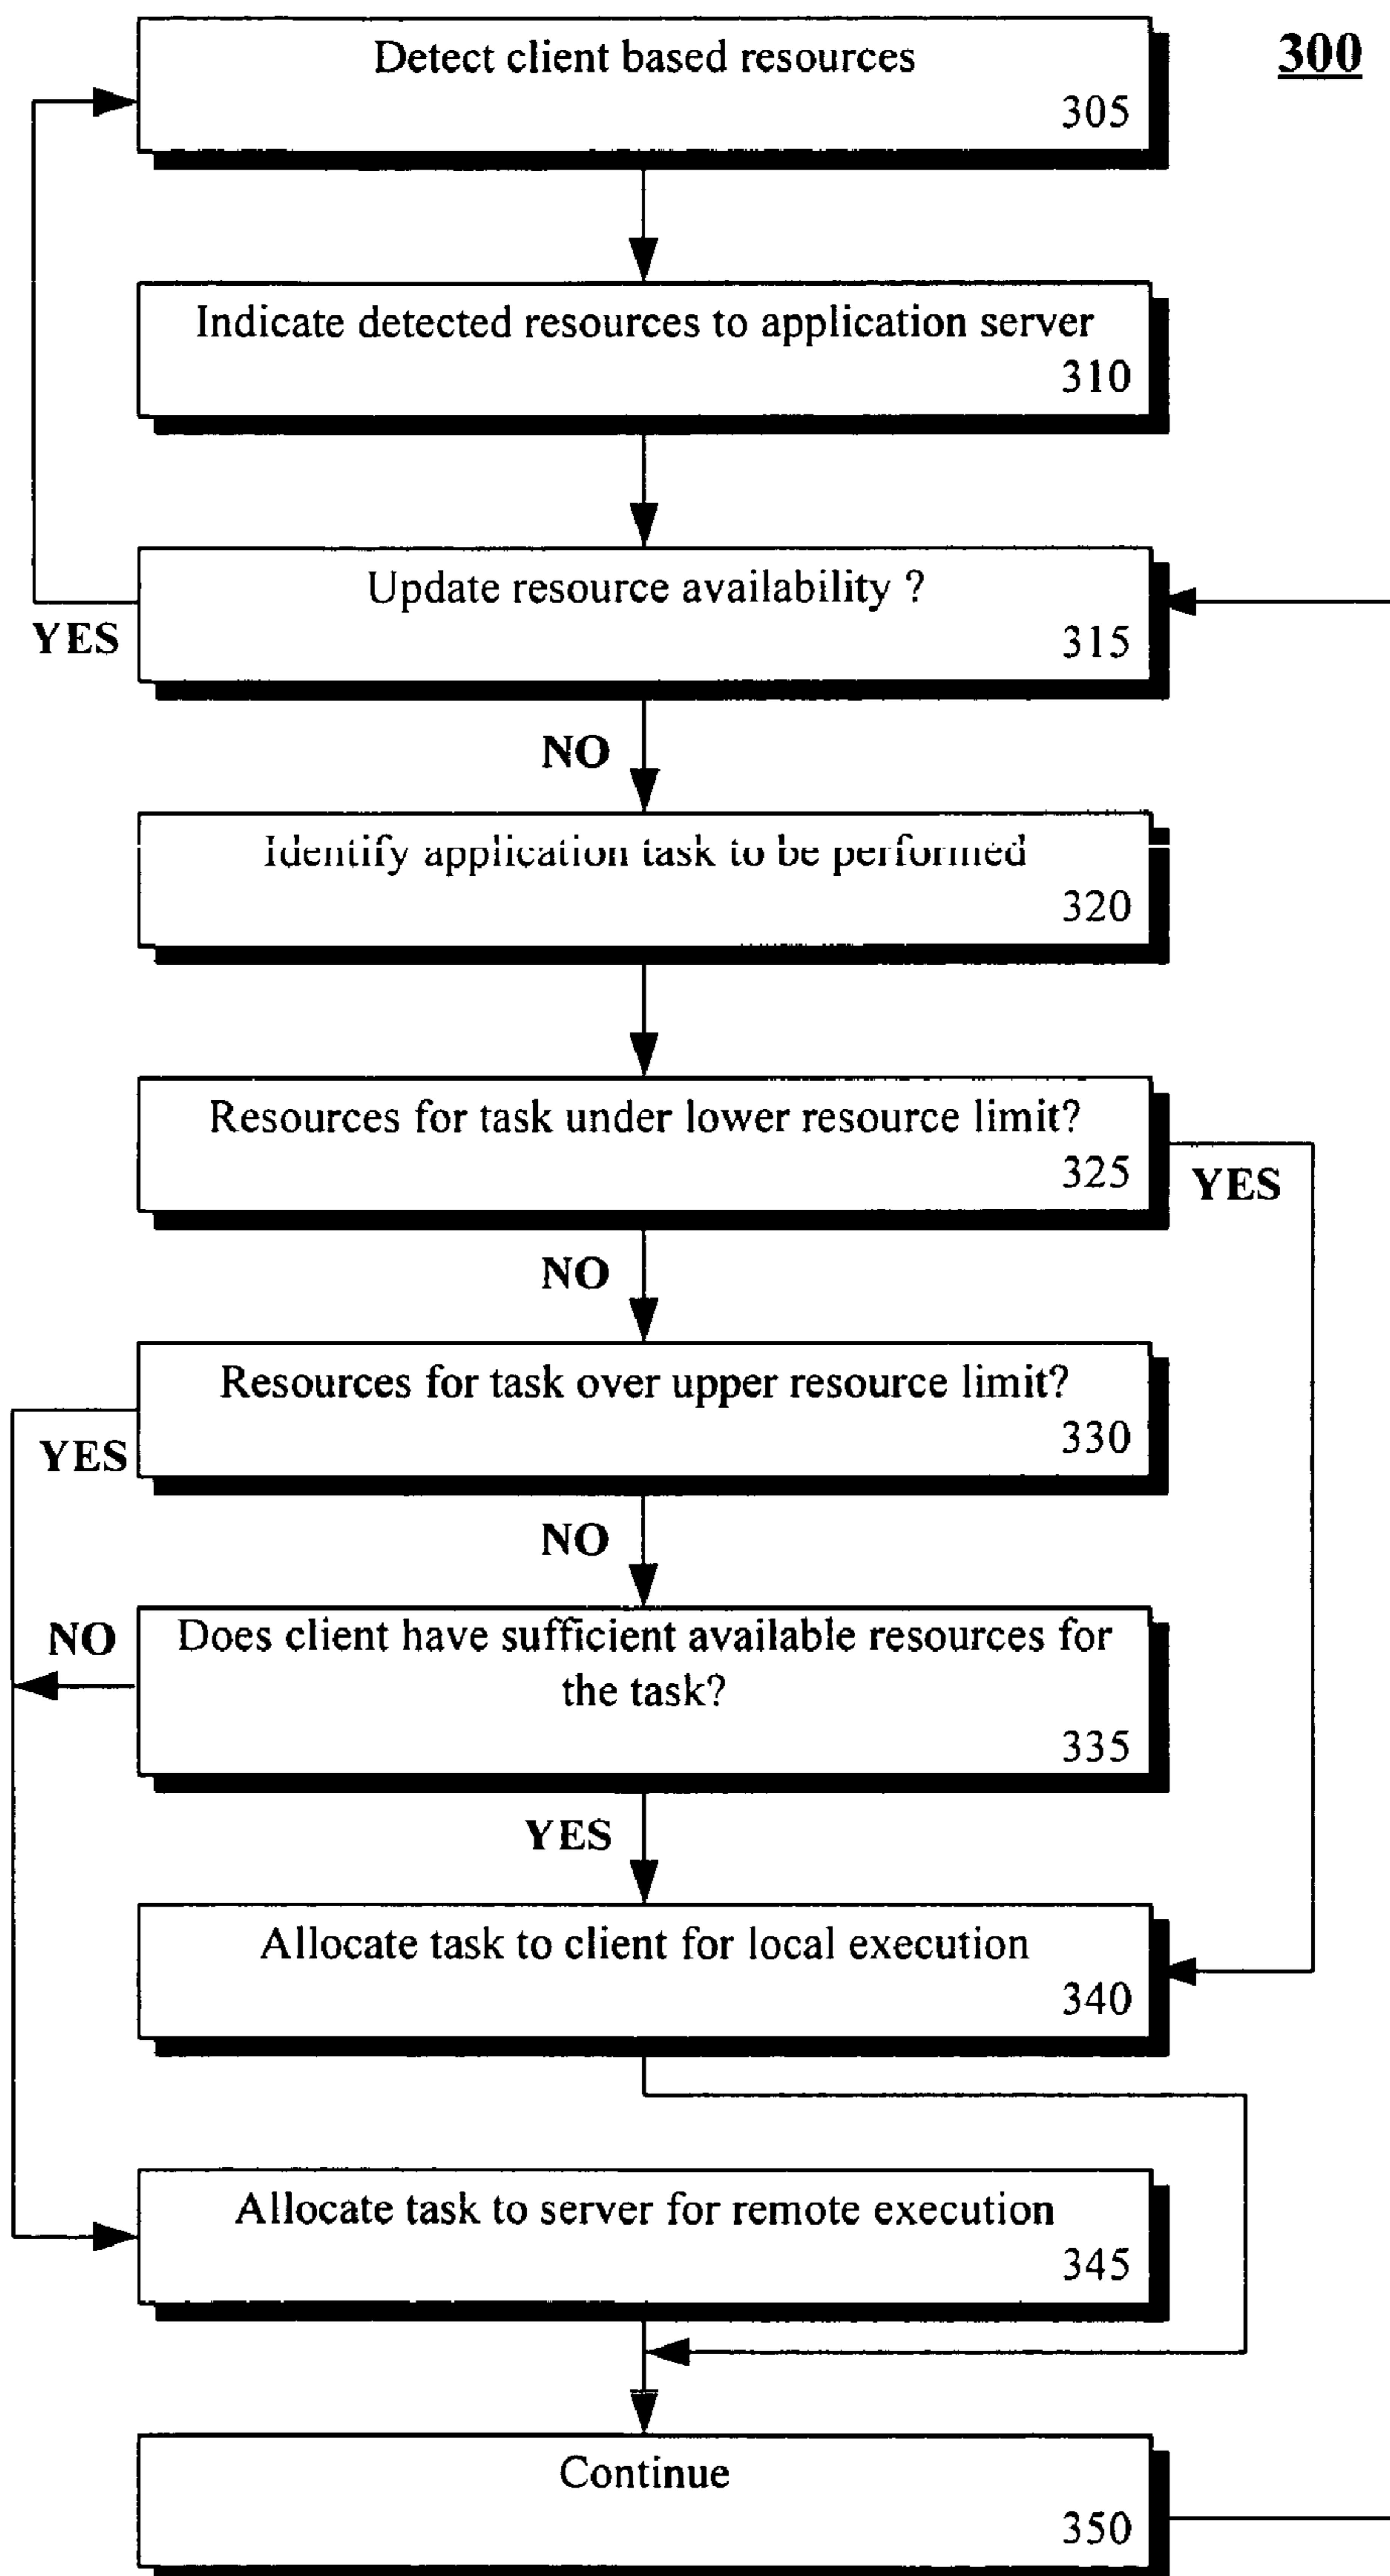 300
Detect client based resources
305
Indicate detected resources to application server
310
Update resource availability ?
315
YES
NO
Identify application task to be performed
320
Resources for task under lower resource limit?
325
YES
NO
Resources for task over upper resource limit?
330
YES
NO
Does client have sufficient available resources for
the task?
335
NO
YES
Allocate task to client for local execution
340
Allocate task to server for remote execution
345
Continue
350